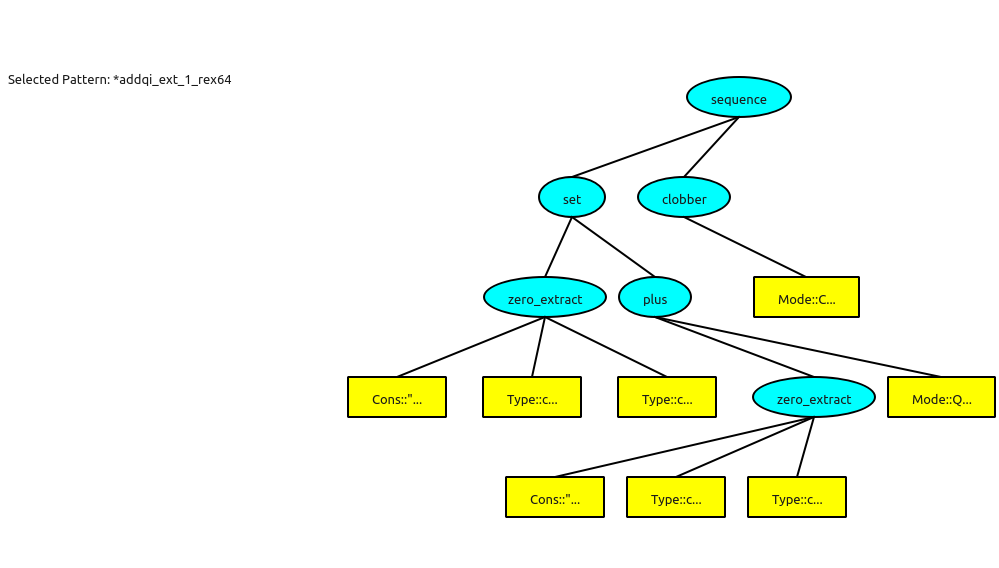 Selected Pattern: *addqi_ext_1_rex64
sequence
set
clobber
zero_extract
plus
Mode::C...
Cons::"...
Type::c...
Type::c...
zero_extract
Mode::Q...
Cons::"...
Type::c...
Type::c...